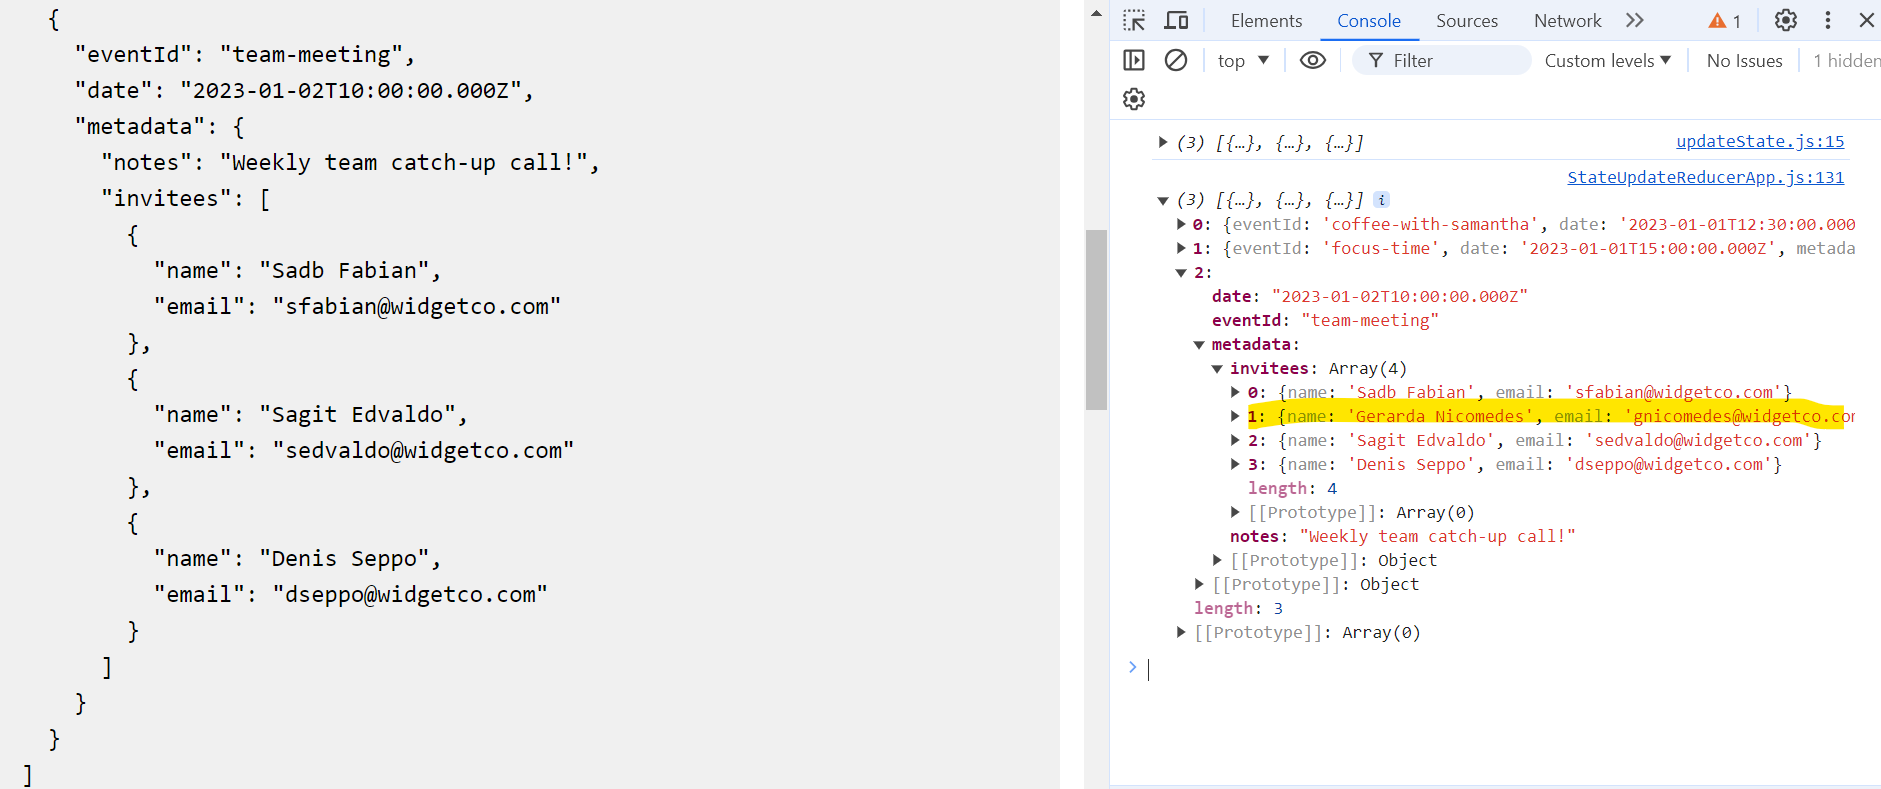 {
"eventId": "team-meeting",
"date": "2023-01-02T10:00:00.000Z",
"metadata": {
"notes": "Weekly team catch-up call!",
"invitees": [
{
"name": "Sadb Fabian",
"email": "sfabian@widgetco.com"
},
{
"name": "Sagit Edvaldo",
"email": "sedvaldo@widgetco.com"
},
{
"name": "Denis Seppo",
"email": "dseppo@widgetco.com"
}
]
}
}
]
Elements Console Sources Network 1
top Filter Custom levels No Issues 1 hidden
(3) [{…}, {…}, {…}] updateState.js:15
StateUpdateReducerApp.js:131
(3) [{…}, {…}, {…}] i
0: {eventId: 'coffee-with-samantha', date: '2023-01-01T12:30:00.000
1: {eventId: 'focus-time', date: '2023-01-01T15:00:00.000Z', metada
2:
date: "2023-01-02T10:00:00.000Z"
eventId: "team-meeting"
metadata:
invitees: Array(4)
0: {name: 'Sadb Fabian', email: 'sfabian@widgetco.com'}
1: {name: 'Gerarda Nicomedes', email: 'gnicomedes@widgetco.com
2: {name: 'Sagit Edvaldo', email: 'sedvaldo@widgetco.com'}
3: {name: 'Denis Seppo', email: 'dseppo@widgetco.com'}
length: 4
[[Prototype]]: Array(0)
notes: "Weekly team catch-up call!"
[[Prototype]]: Object
[[Prototype]]: Object
length: 3
[[Prototype]]: Array(0)